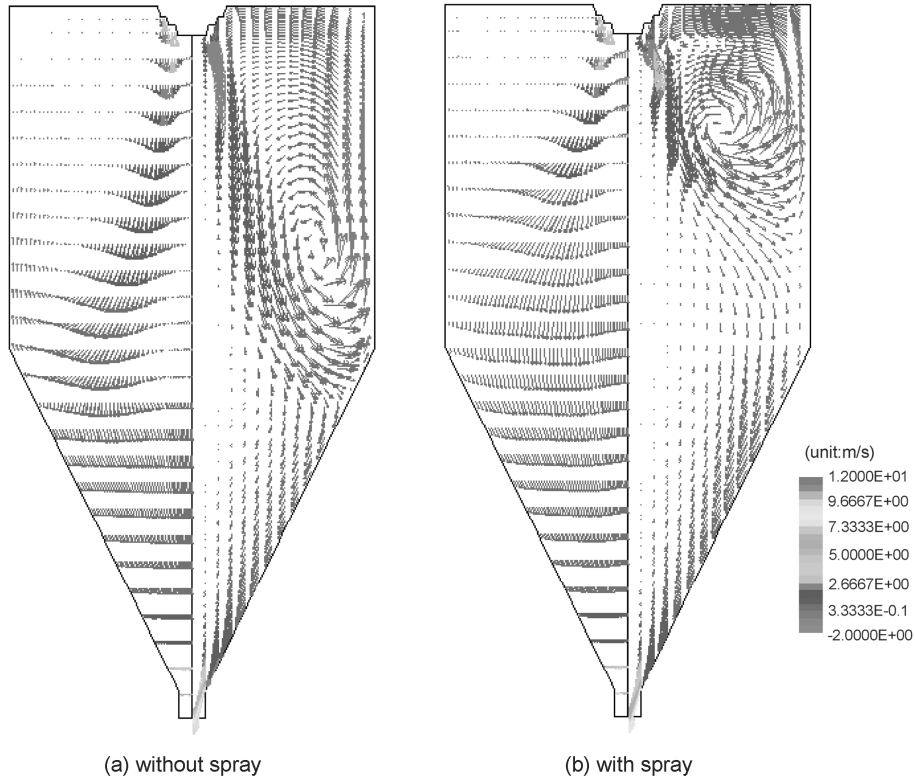 (unit:m/s)
1.2000E+01
9.6667E+00
7.3333E+00
5.0000E+00
2.6667E+00
3.3333E-0.1
-2.0000E+00
(a) without spray
(b) with spray